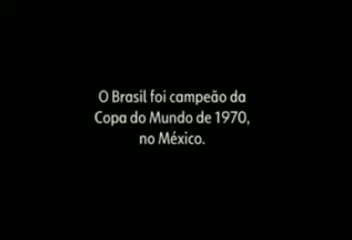 O Brasil foi campeão da
Copa do Mundo de 1970,
no México.